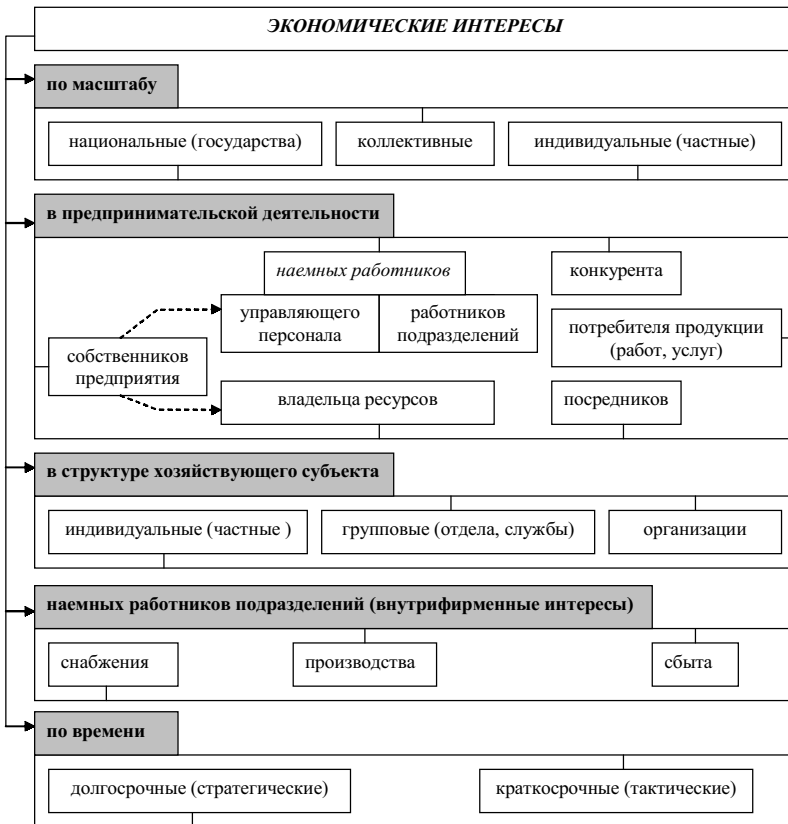 ЭКОНОМИЧЕСКИЕ ИНТЕРЕСЫ
по масштабу
национальные (государства)
коллективные
индивидуальные (частные)
в предпринимательской деятельности
наемных работников
конкурента
управляющего
персонала
работников
подразделений
потребителя продукции
(работ, услуг)
собственников
предприятия
владельца ресурсов
посредников
в структуре хозяйствующего субъекта
индивидуальные (частные )
групповые (отдела, службы)
организации
наемных работников подразделений (внутрифирменные интересы)
снабжения
производства
сбыта
по времени
долгосрочные (стратегические)
краткосрочные (тактические)